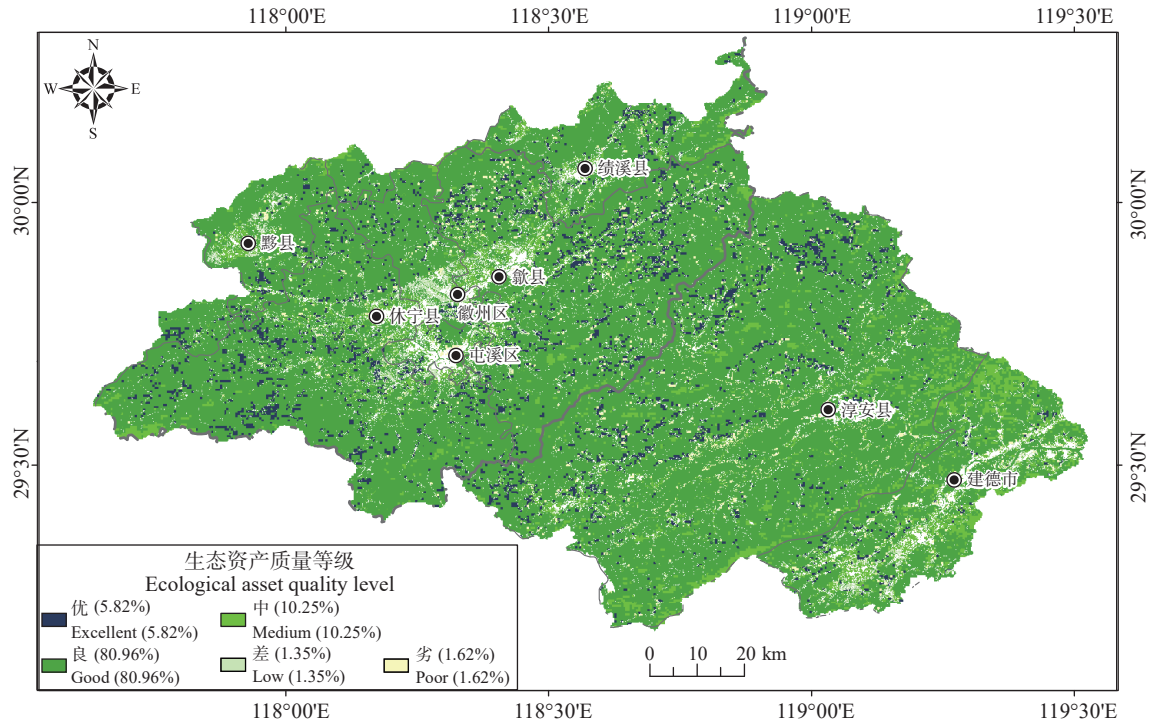 118°00'E 118°30'E 119°00'E 119°30'E
N
W E
S
30°00'N 30°00'N
29°30'N 29°30'N
绩溪县
黟县
歙县
徽州区
休宁县
屯溪区
淳安县
建德市
生态资产质量等级
Ecological asset quality level
优 (5.82%) 中 (10.25%)
Excellent (5.82%) Medium (10.25%)
良 (80.96%) 差 (1.35%) 劣 (1.62%)
Good (80.96%) Low (1.35%) Poor (1.62%)
0 10 20 km
118°00'E 118°30'E 119°00'E 119°30'E